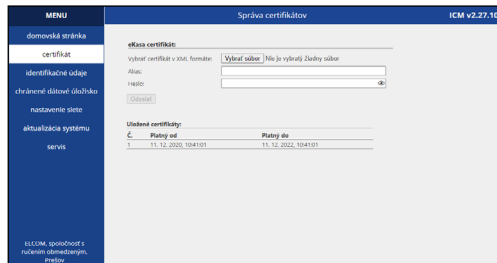 MENU
Správa certifikátov
ICM v2.27.10
domovská stránka
certifikát
identifikačné údaje
chránené dátové úložisko
nastavenie siete
aktualizácia systému
servis
eKasa certifikát:
Vybrať certifikát v XML formáte:
Vybrať súbor
Nie je vybratý žiadny súbor
Alias:
Heslo:
Odoslať
Uložené certifikáty:
Č. Platný od Platný do
1 11. 12. 2020, 10:41:01 11. 12. 2022, 10:41:01
ELCOM, spoločnosť s
ručením obmedzeným,
Prešov